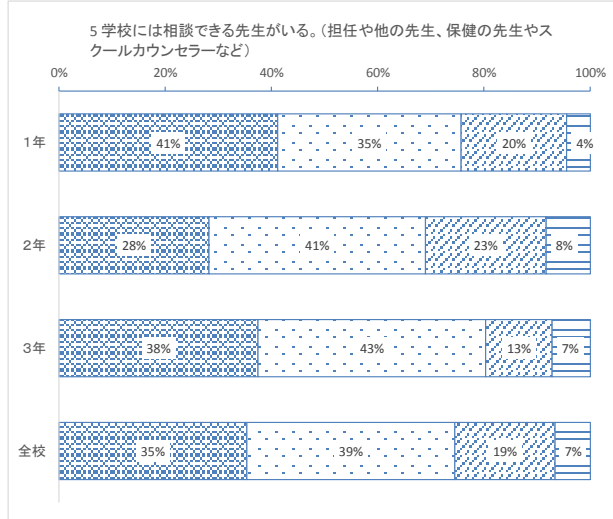 5 学校には相談できる先生がいる。（担任や他の先生、保健の先生やス
クールカウンセラーなど）
0% 20% 40% 60% 80% 100%
1年 41% 35% 20% 4%
2年 28% 41% 23% 8%
3年 38% 43% 13% 7%
全校 35% 39% 19% 7%